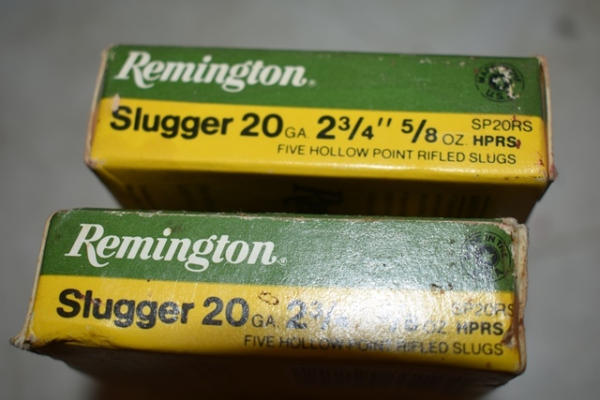 Remington
Slugger 20 GA 2 3/4" 5/8 OZ. HPRS
SP20RS
FIVE HOLLOW POINT RIFLED SLUGS
Remington
Slugger 20 GA OZ HPRS
SP20RS
FIVE HOLLOW POINT RIFLED SLUGS